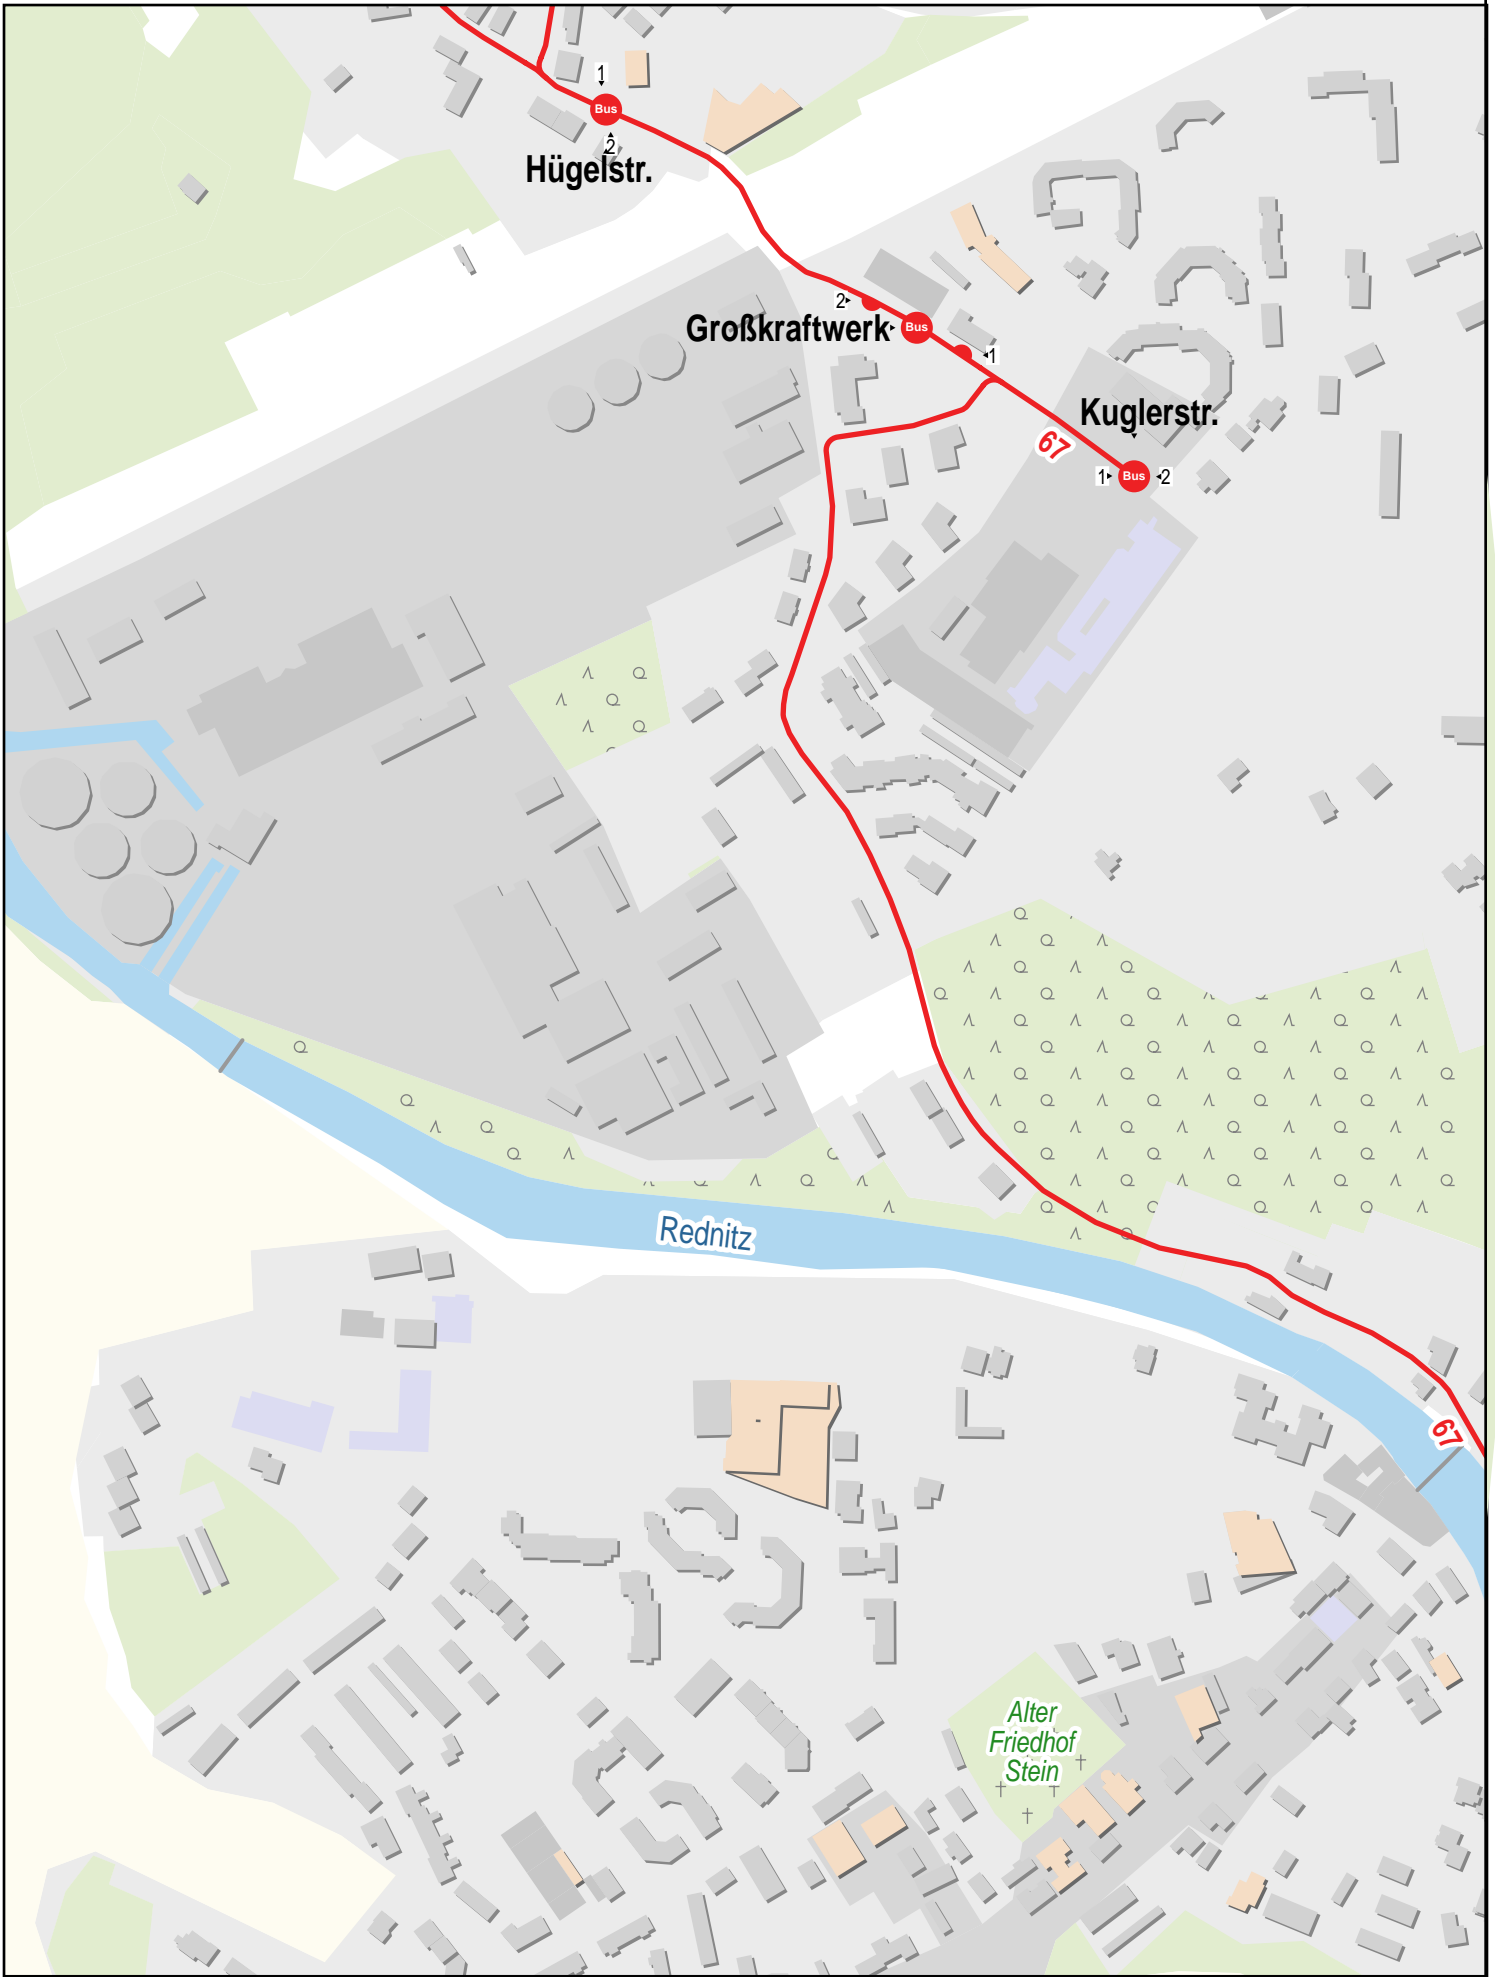 1
Bus
2
Hügelstr.
2
Großkraftwerk
Bus
1
Kuglerstr.
67
1
Bus
2
Rednitz
67
Alter
Friedhof
Stein